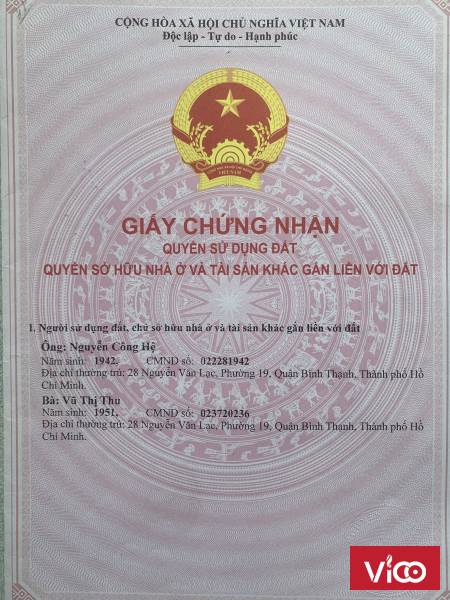 CỘNG HÒA XÃ HỘI CHỦ NGHĨA VIỆT NAM
Độc lập - Tự do - Hạnh phúc
VIỆT NAM
GIẤY CHỨNG NHẬN
QUYỀN SỬ DỤNG ĐẤT
QUYỀN SỞ HỮU NHÀ Ở VÀ TÀI SẢN KHÁC GẮN LIỀN VỚI ĐẤT
I. Người sử dụng đất, chủ sở hữu nhà ở và tài sản khác gắn liền với đất
Ông: Nguyễn Công Hệ
Năm sinh: 1942, CMND số: 022281942
Địa chỉ thường trú: 28 Nguyễn Văn Lạc, Phường 19, Quận Bình Thạnh, Thành phố Hồ
Chí Minh.
Bà: Vũ Thị Thu
Năm sinh: 1951, CMND số: 023720236
Địa chỉ thường trú: 28 Nguyễn Văn Lạc, Phường 19, Quận Bình Thạnh, Thành phố Hồ
Chí Minh.
Vico